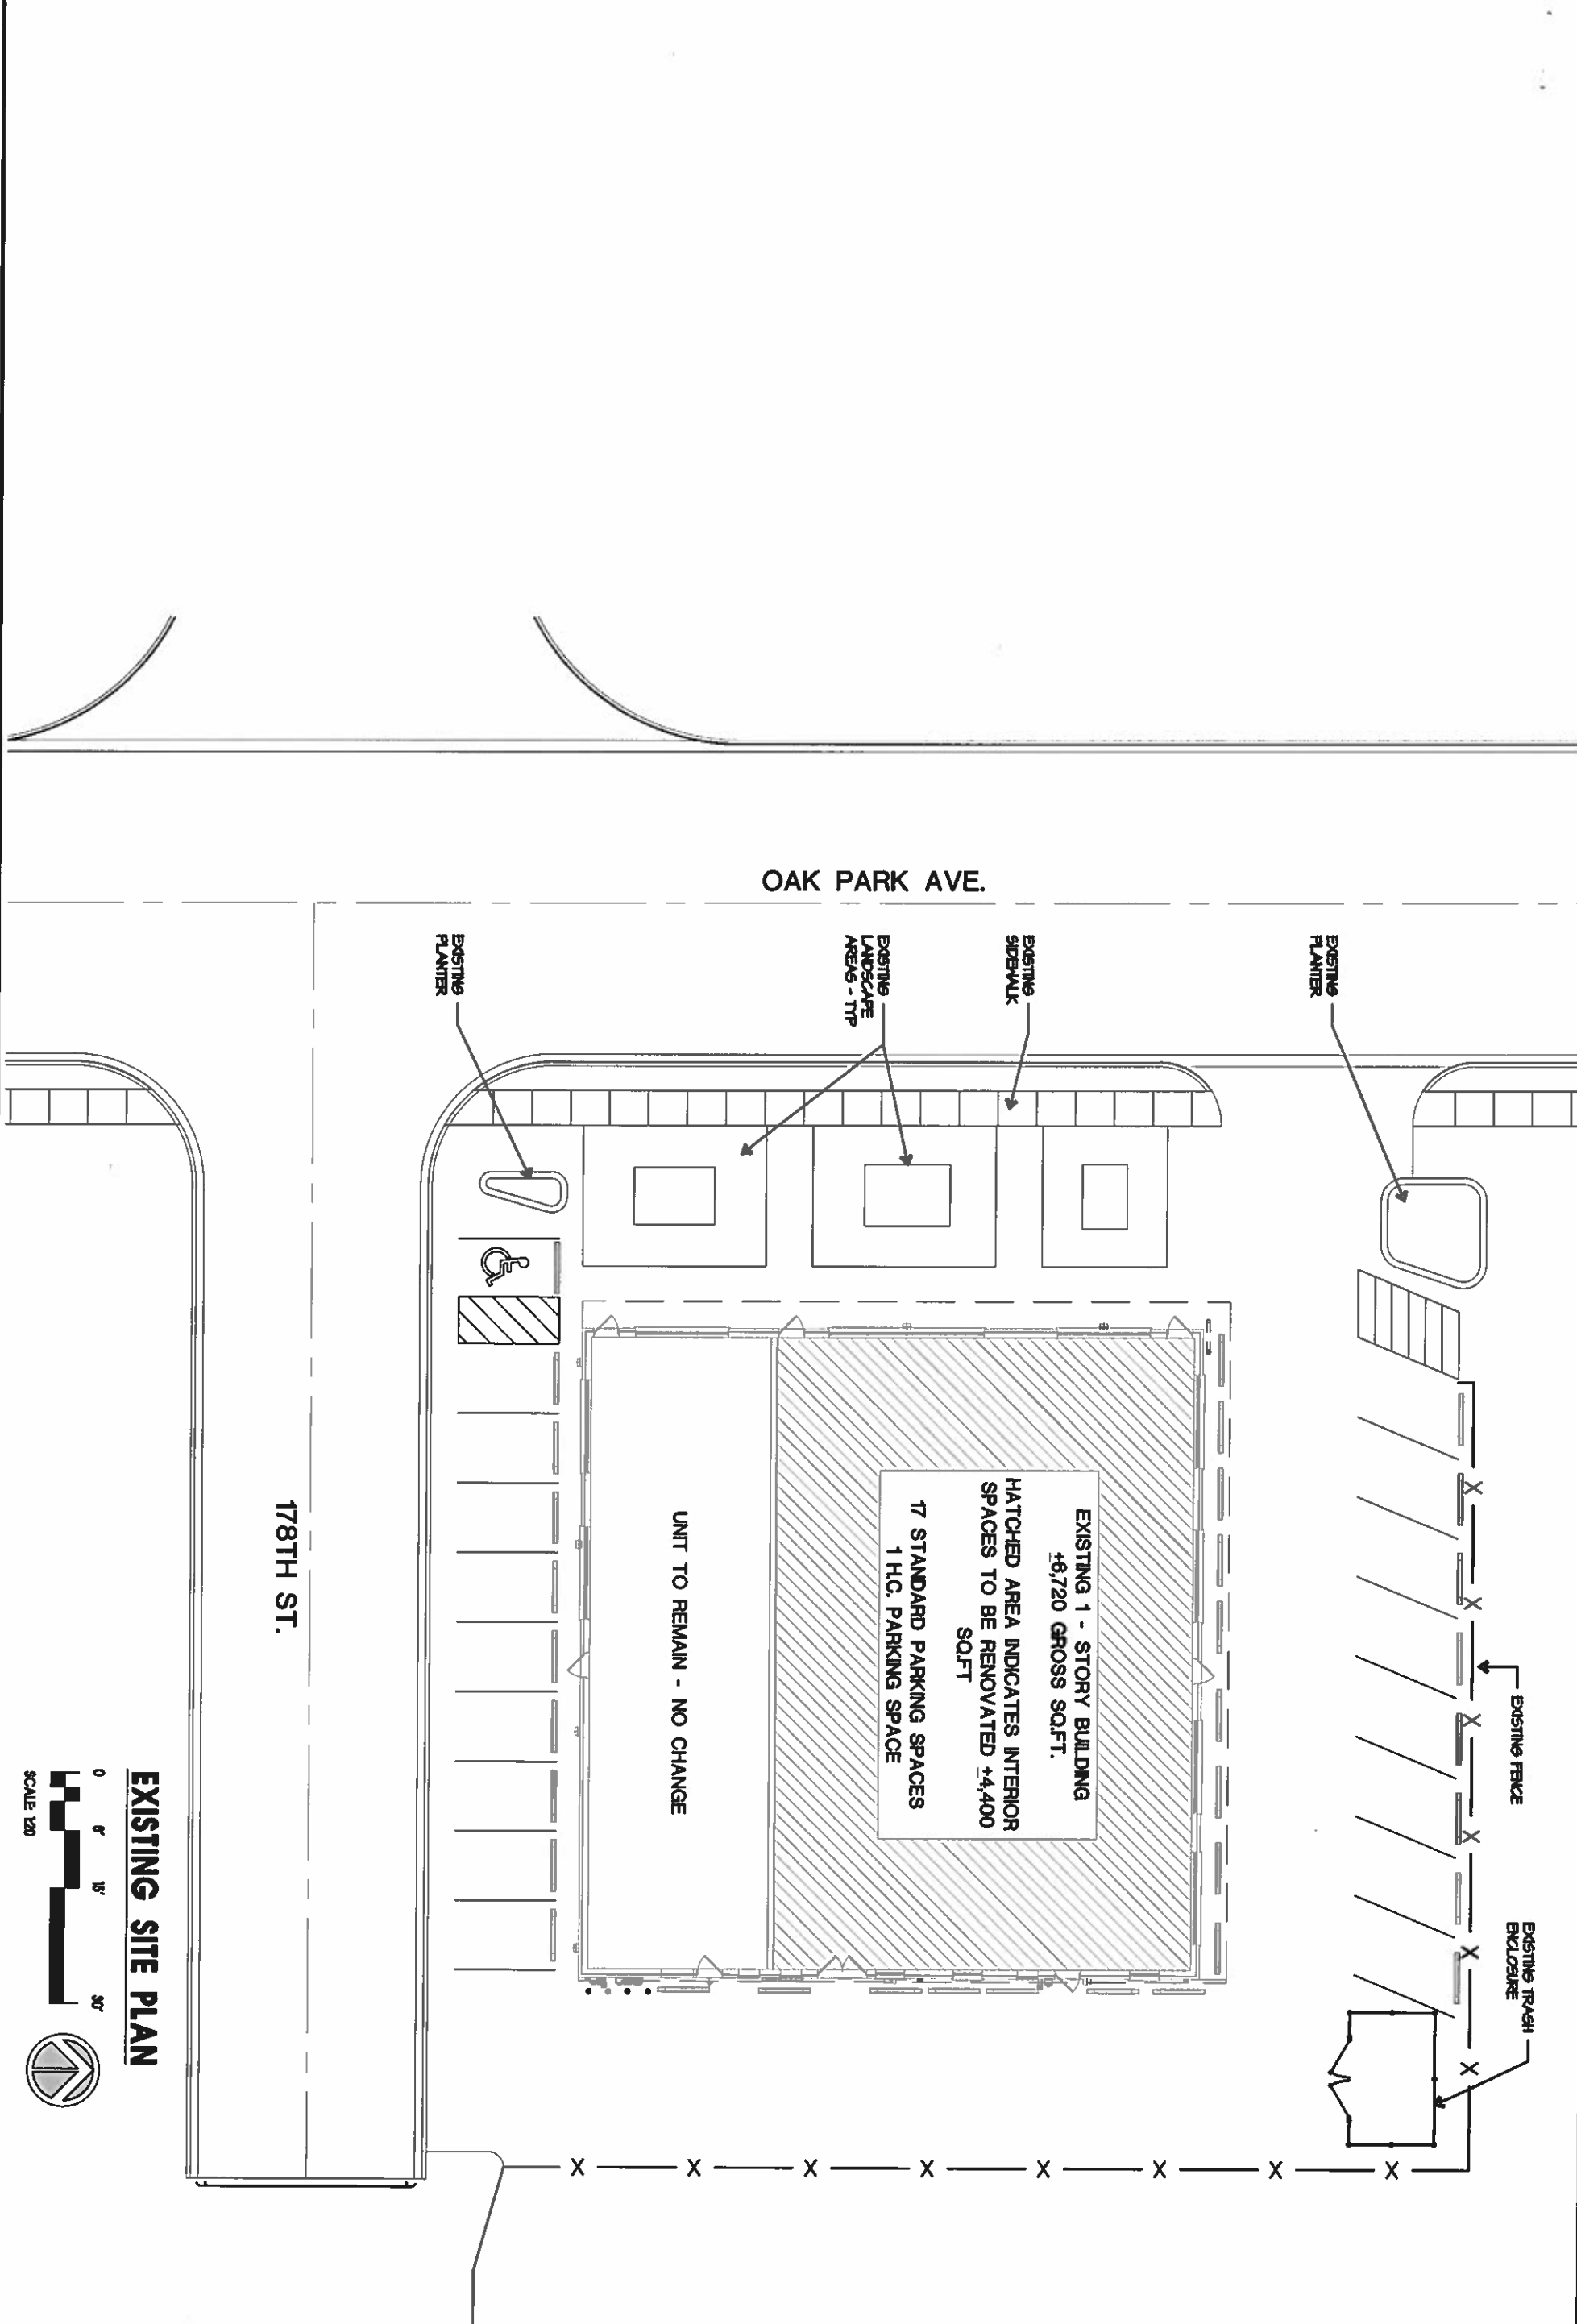 OAK PARK AVE.
EXISTING
PLANTER
EXISTING
LANDSCAPE
AREAS - TYP
EXISTING
SIDEWALK
EXISTING
PLANTER
EXISTING 1 - STORY BUILDING
±6,720 GROSS SQ.FT.
HATCHED AREA INDICATES INTERIOR
SPACES TO BE RENOVATED ±4,400
SQ.FT
17 STANDARD PARKING SPACES
1 H.C. PARKING SPACE
UNIT TO REMAIN - NO CHANGE
EXISTING FENCE
X
X
X
X
X
X
EXISTING TRASH
ENCLOSURE
X
X
X
X
X
X
X
X
178TH ST.
EXISTING SITE PLAN
0 6' 15' 30'
SCALE: 1:20